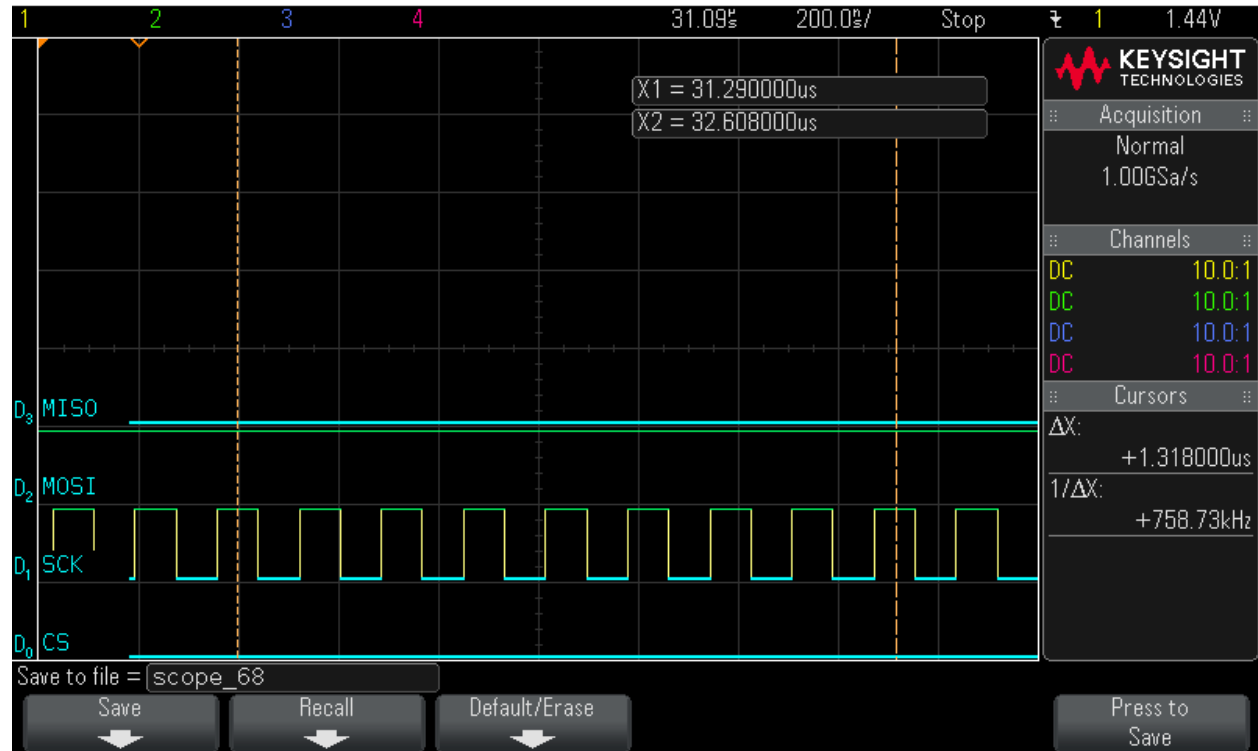 1 2 3 4 31.09㎲ 200.0㎱/ Stop 1 1.44V
KEYSIGHT
TECHNOLOGIES
X1 = 31.290000us
X2 = 32.608000us
Acquisition
Normal
1.00GSa/s
Channels
DC 10.0:1
DC 10.0:1
DC 10.0:1
DC 10.0:1
Cursors
ΔX:
+1.318000us
1/ΔX:
+758.73kHz
D3 MISO
D2 MOSI
D1 SCK
D0 CS
Save to file = scope_68
Save Recall Default/Erase Press to
Save